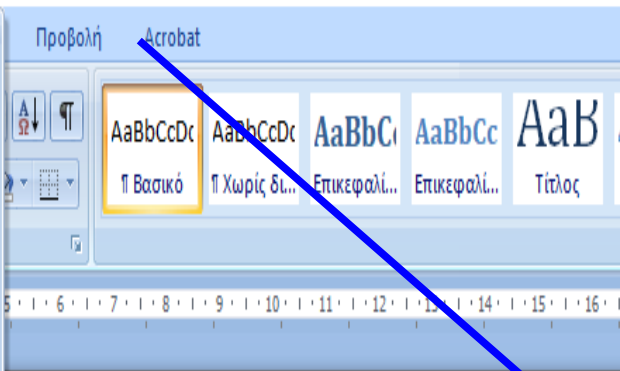 Προβολή Acrobat
AaBbCcDc AaBbCcDc AaBbC AaBbCc AaB
¶ Βασικό ¶ Χωρίς δι... Επικεφαλί... Επικεφαλί... Τίτλος
5 6 7 8 9 10 11 12 13 14 15 16